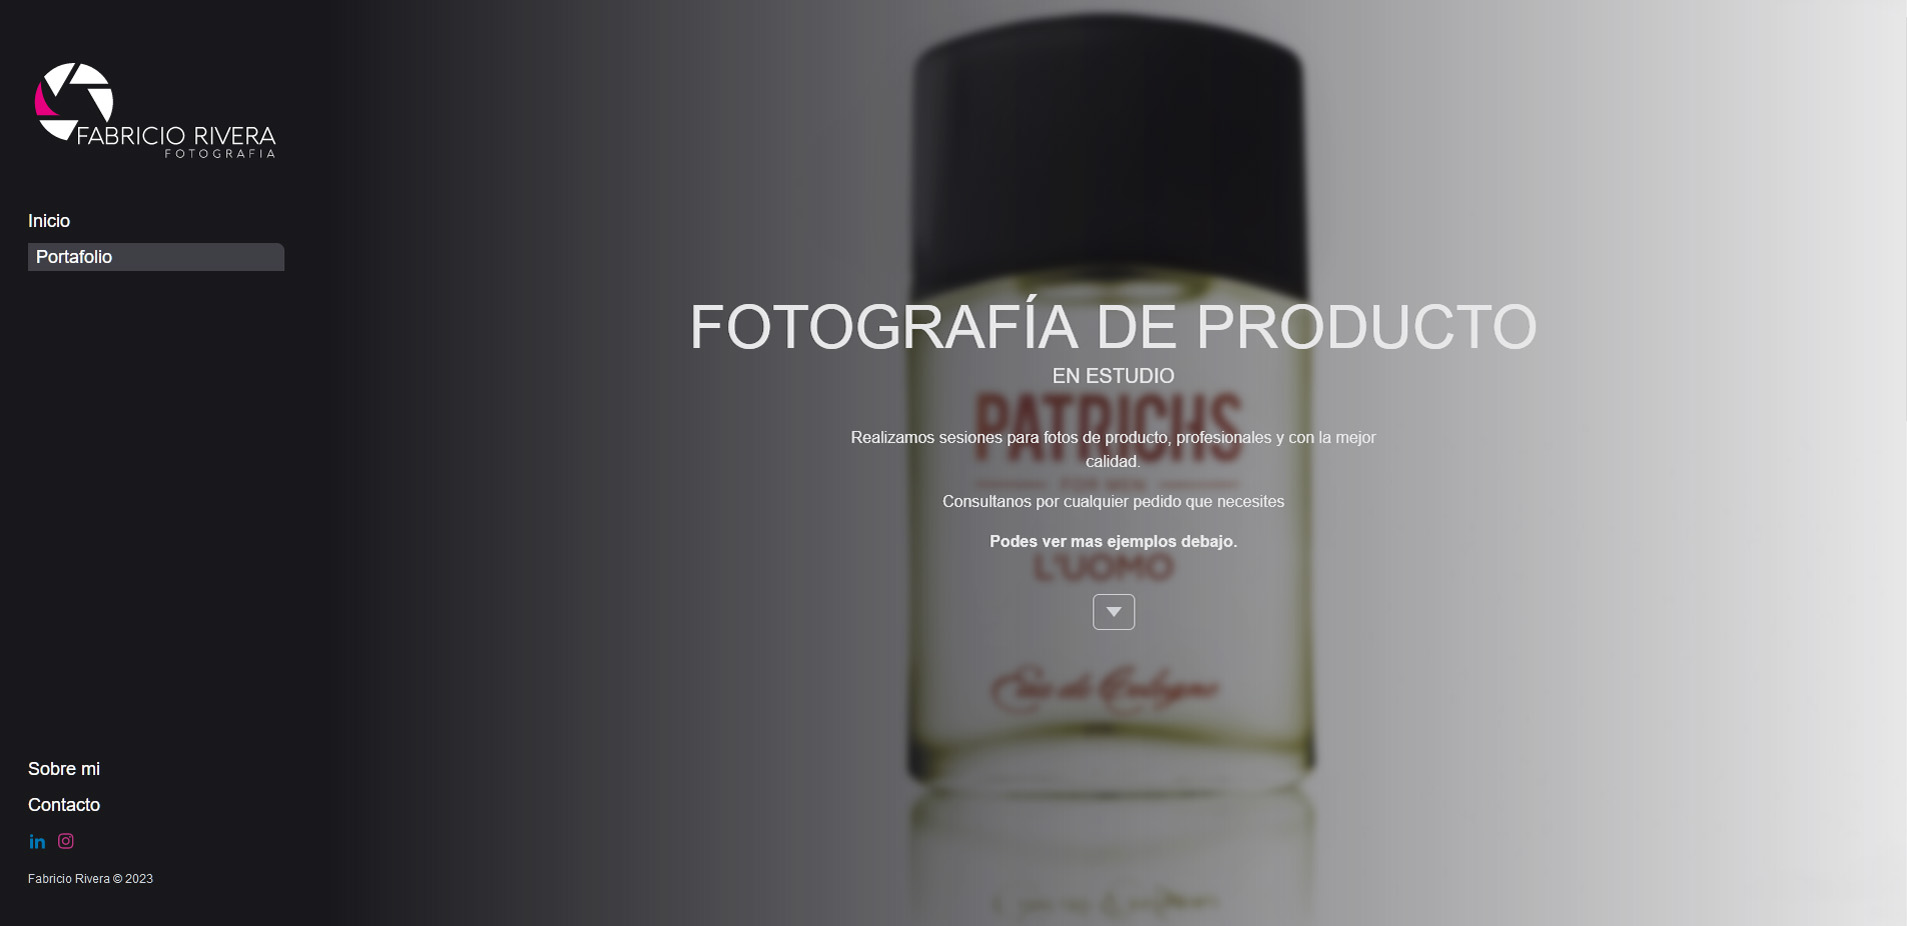 FABRICIO RIVERA
FOTOGRAFIA
Inicio
Portafolio
FOTOGRAFÍA DE PRODUCTO
EN ESTUDIO
PATRICHS
Realizamos sesiones para fotos de producto, profesionales y con la mejor
calidad.
FOR MEN
Consultanos por cualquier pedido que necesites
Podes ver mas ejemplos debajo.
L'UOMO
Eau de Cologne
Sobre mi
Contacto
in
Fabricio Rivera © 2023